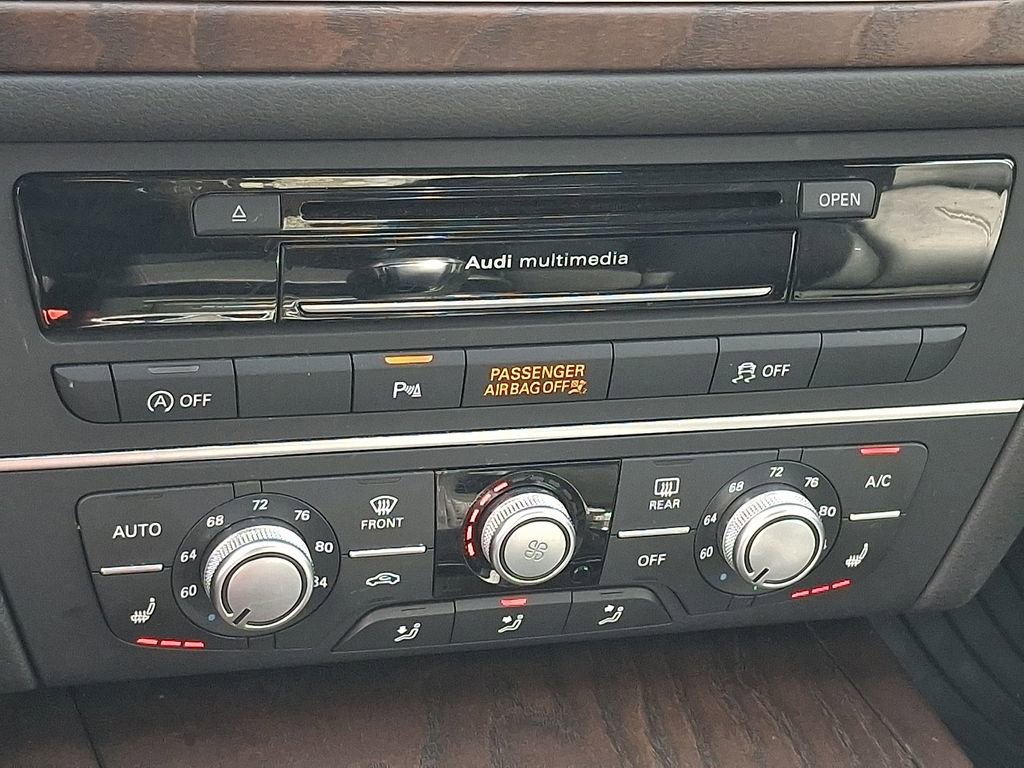 OPEN
Audi multimedia
A OFF
P
PASSENGER
AIRBAG OFF
OFF
AUTO
60 64 68 72 76 80 84
FRONT
REAR
OFF
60 64 68 72 76 80
A/C